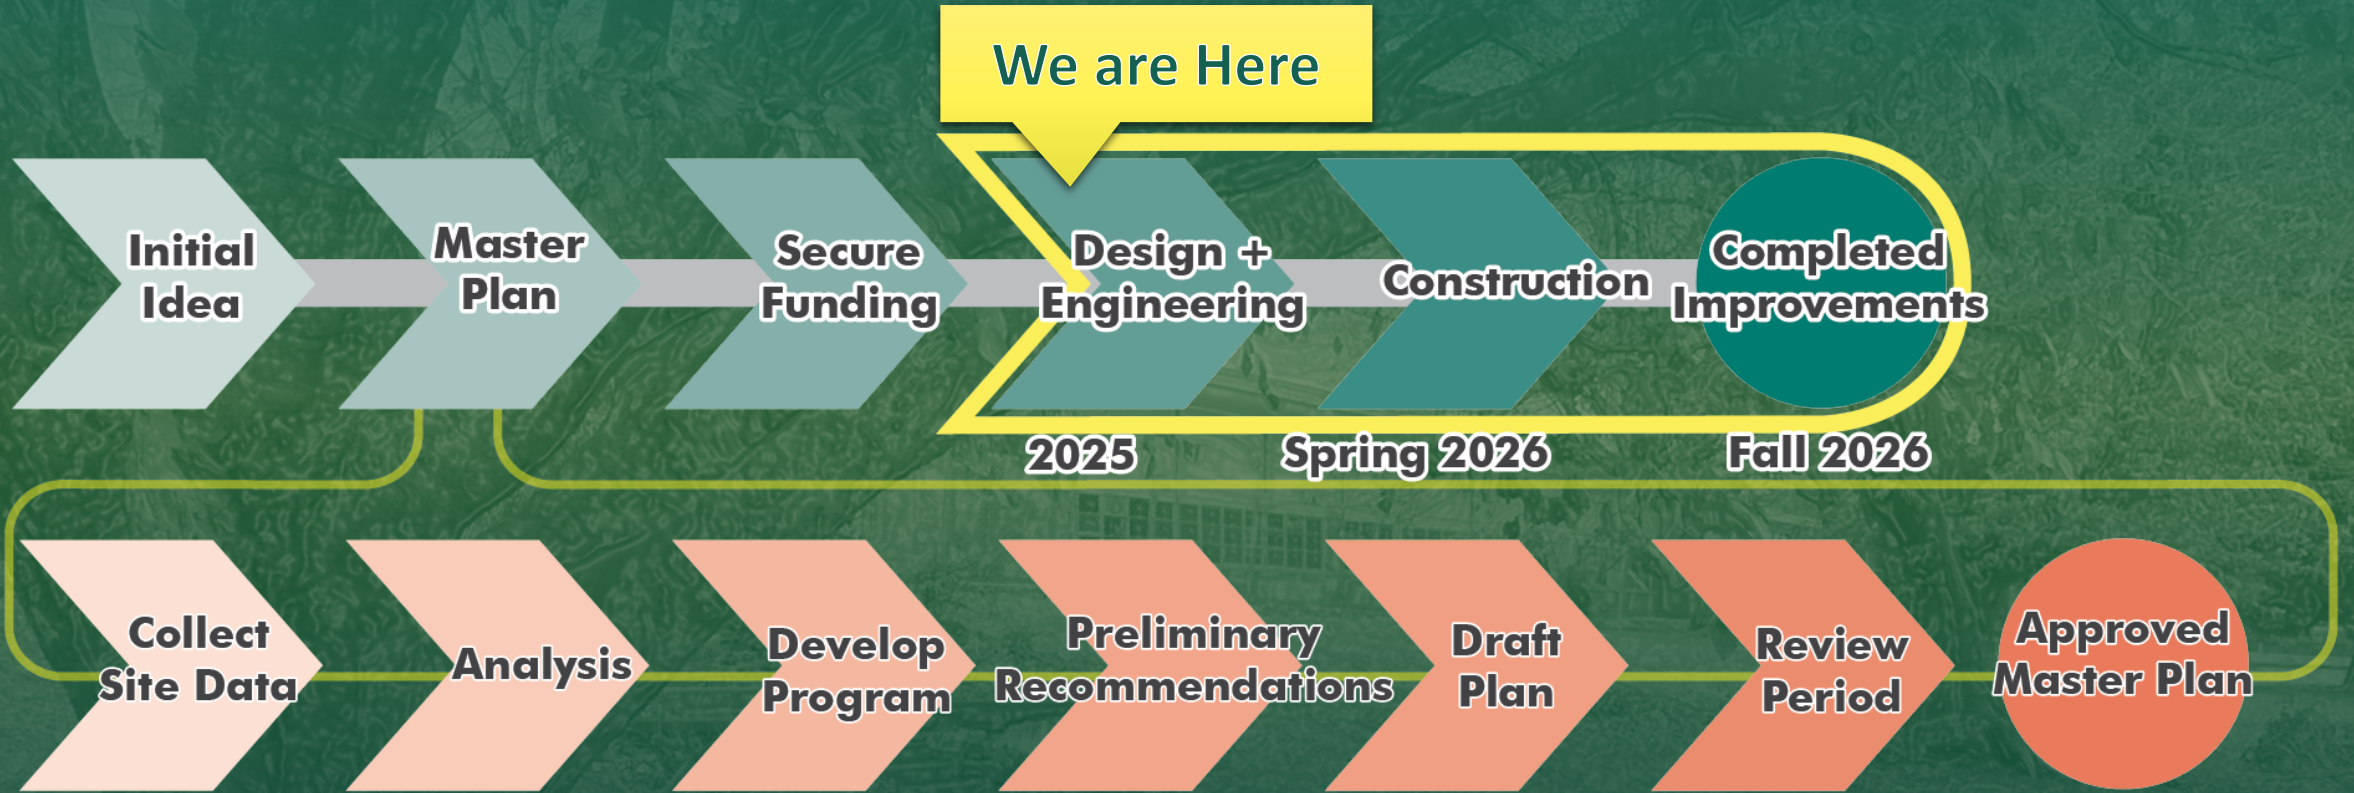 We are Here
Initial
Idea
Master
Plan
Secure
Funding
Design +
Engineering
Construction
Completed
Improvements
2025
Spring 2026
Fall 2026
Collect
Site Data
Analysis
Develop
Program
Preliminary
Recommendations
Draft
Plan
Review
Period
Approved
Master Plan